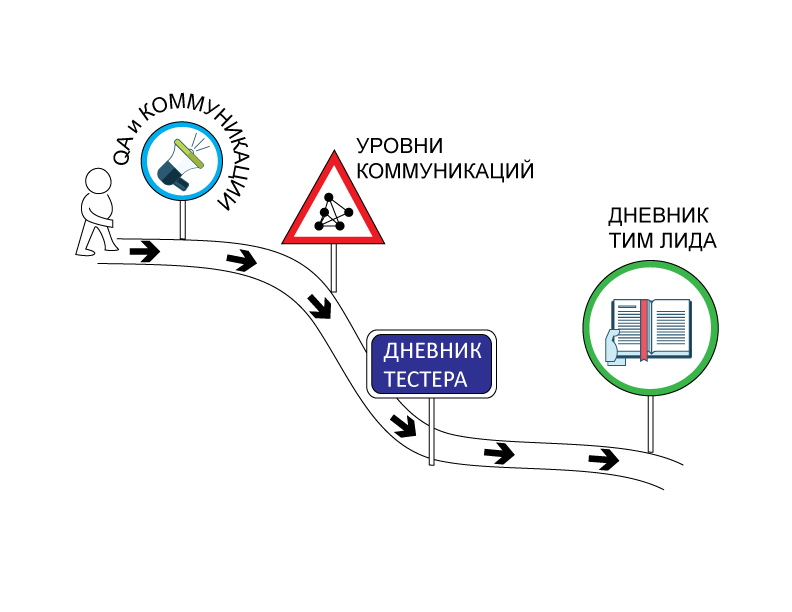 QA и КОММУНИКАЦИИ
УРОВНИ
КОММУНИКАЦИЙ
ДНЕВНИК
ТИМ ЛИДА
ДНЕВНИК
ТЕСТЕРА